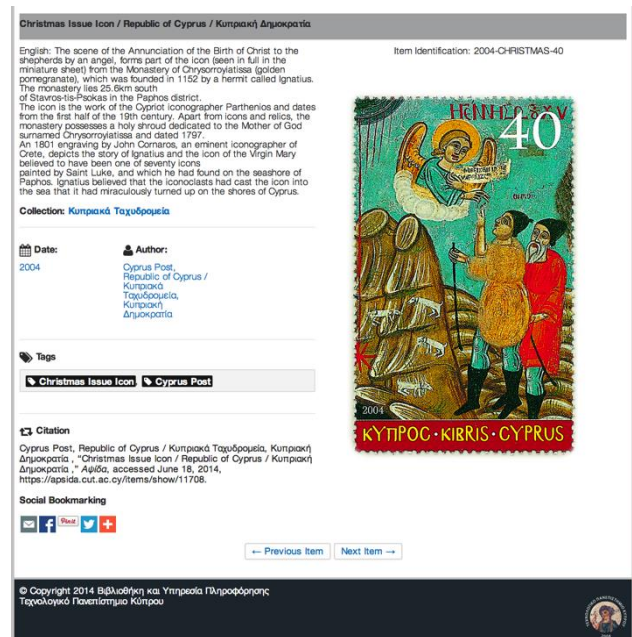 Christmas Issue Icon / Republic of Cyprus / Κυπριακή Δημοκρατία
English: The scene of the Annunciation of the Birth of Christ to the
shepherds by an angel, forms part of the icon (seen in full in the
miniature sheet) from the Monastery of Chrysorroyiatissa (golden
pomegranate), which was founded in 1152 by a hermit called Ignatius.
The monastery lies 25.6km south
of Stavros-tis-Psokas in the Paphos district.
The icon is the work of the Cypriot iconographer Parthenios and dates
from the first half of the 19th century. Apart from icons and relics, the
monastery possesses a holy shroud dedicated to the Mother of God
surnamed Chrysorroyiatissa and dated 1797.
An 1801 engraving by John Cornaros, an eminent iconographer of
Crete, depicts the story of Ignatius and the icon of the Virgin Mary
believed to have been one of seventy icons
painted by Saint Luke, and which he had found on the seashore of
Paphos. Ignatius believed that the iconoclasts had cast the icon into
the sea that it had miraculously turned up on the shores of Cyprus.
Collection: Κυπριακά Ταχυδρομεία
Date:
2004
Author:
Cyprus Post,
Republic of Cyprus /
Κυπριακά
Ταχυδρομεία,
Κυπριακή
Δημοκρατία
Tags
Christmas Issue Icon, Cyprus Post
Citation
Cyprus Post, Republic of Cyprus / Κυπριακά Ταχυδρομεία, Κυπριακή
Δημοκρατία , “Christmas Issue Icon / Republic of Cyprus / Κυπριακή
Δημοκρατία ,” Αψίδα, accessed June 18, 2014,
https://apsida.cut.ac.cy/items/show/11708.
Social Bookmarking
Pin it
Item Identification: 2004-CHRISTMAS-40
40
2004
ΚΥΠΡΟC · KIBRIS · CYPRUS
← Previous Item
Next Item →
© Copyright 2014 Βιβλιοθήκη και Υπηρεσία Πληροφόρησης
Τεχνολογικό Πανεπίστημιο Κύπρου